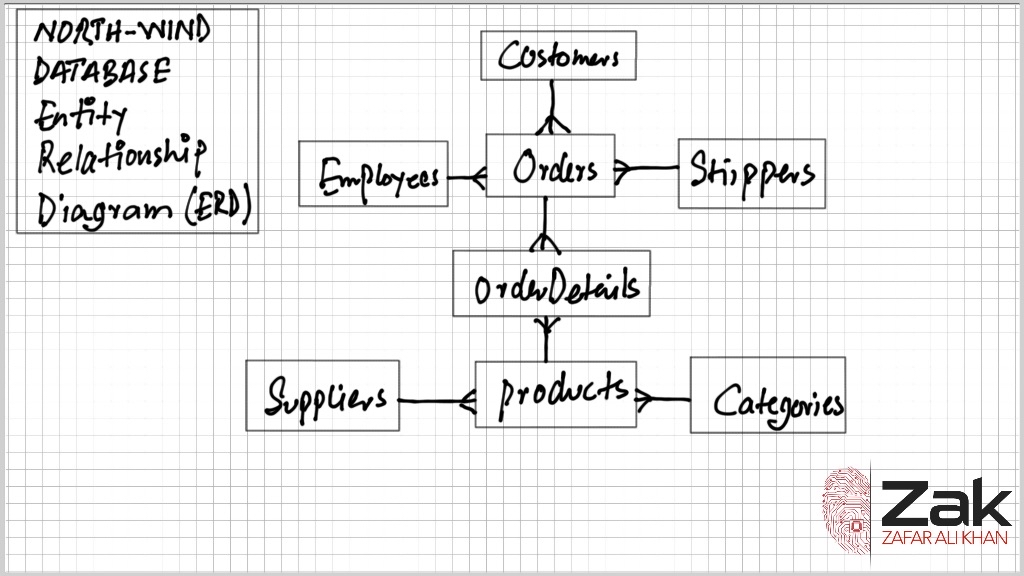 NORTH-WIND
DATABASE
Entity
Relationship
Diagram (ERD)
Customers
Employees
Orders
Shippers
OrderDetails
Suppliers
products
Categories
Zak
ZAFAR ALI KHAN